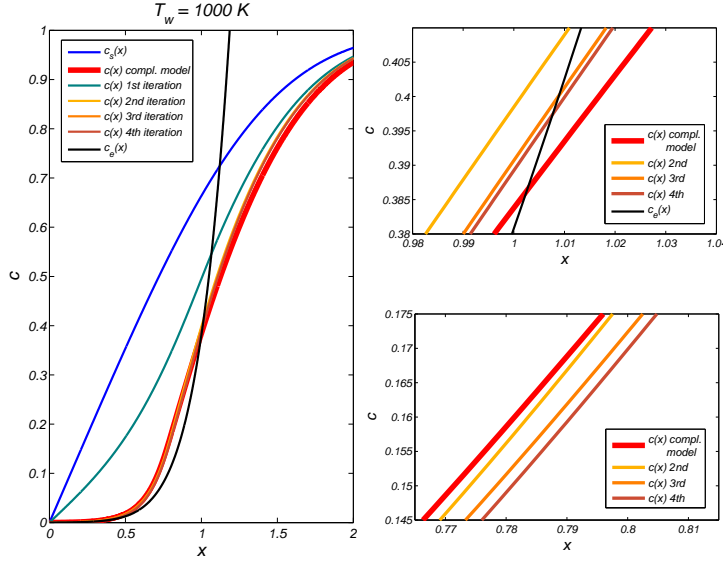 T_w = 1000 K
c
1
0.9
0.8
0.7
0.6
0.5
0.4
0.3
0.2
0.1
0
0
0.5
1
1.5
2
x
c_s(x)
c(x) compl. model
c(x) 1st iteration
c(x) 2nd iteration
c(x) 3rd iteration
c(x) 4th iteration
c_e(x)
c
0.405
0.4
0.395
0.39
0.385
0.38
0.98
0.99
1
1.01
1.02
1.03
1.04
x
c(x) compl.
model
c(x) 2nd
c(x) 3rd
c(x) 4th
c_e(x)
c
0.175
0.17
0.165
0.16
0.155
0.15
0.145
0.77
0.78
0.79
0.8
0.81
x
c(x) compl.
model
c(x) 2nd
c(x) 3rd
c(x) 4th